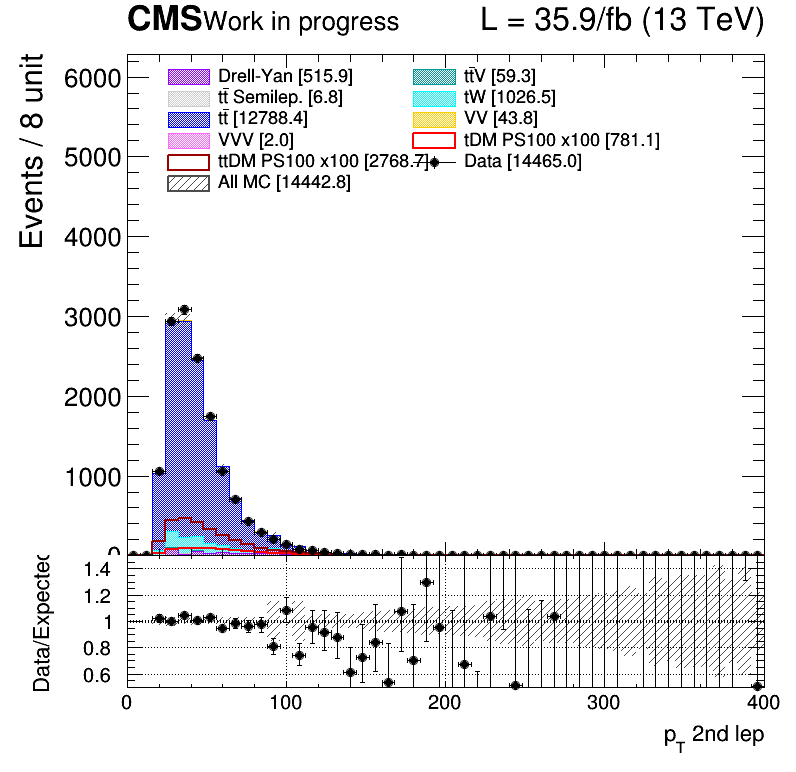 CMS Work in progress L = 35.9/fb (13 TeV)
Events / 8 unit
6000
5000
4000
3000
2000
1000
0
Drell-Yan [515.9]
tt̄V [59.3]
tt̄ Semilep. [6.8]
tW [1026.5]
tt̄ [12788.4]
VV [43.8]
VVV [2.0]
tDM PS100 x100 [781.1]
ttDM PS100 x100 [2768.7]
Data [14465.0]
All MC [14442.8]
Data/Expected
1.4
1.2
1
0.8
0.6
0 100 200 300 400
p_T 2nd lep